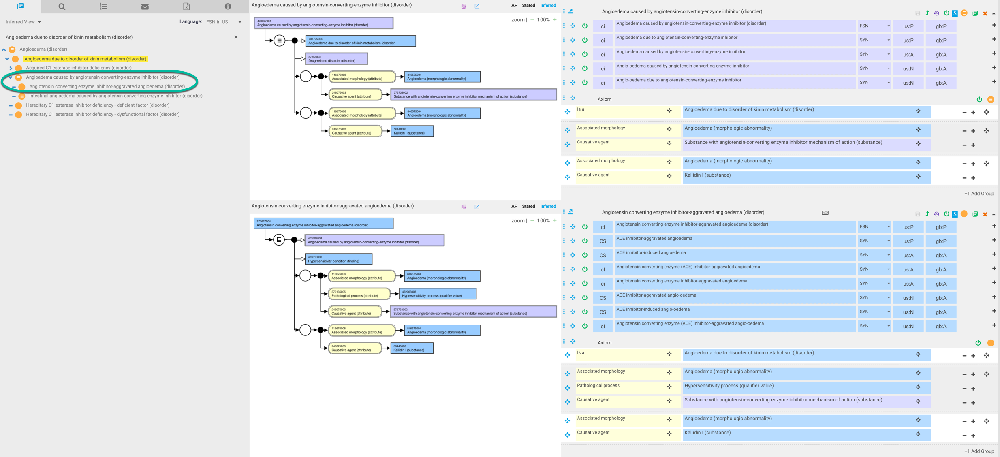 Inferred View
Language: FSN in US
Angioedema due to disorder of kinin metabolism (disorder)
Angioedema (disorder)
Angioedema due to disorder of kinin metabolism (disorder)
Acquired C1 esterase inhibitor deficiency (disorder)
Angioedema caused by angiotensin-converting-enzyme inhibitor (disorder)
Angiotensin converting enzyme inhibitor-aggravated angioedema (disorder)
Intestinal angioedema caused by angiotensin-converting enzyme inhibitor (disorder)
Hereditary C1 esterase inhibitor deficiency - deficient factor (disorder)
Hereditary C1 esterase inhibitor deficiency - dysfunctional factor (disorder)
Angioedema caused by angiotensin-converting-enzyme inhibitor (disorder)
AF Stated Inferred
zoom | − 100% +
403607004
Angioedema caused by angiotensin-converting-enzyme inhibitor (disorder)
703795004
Angioedema due to disorder of kinin metabolism (disorder)
87858002
Drug-related disorder (disorder)
116676008
Associated morphology (attribute)
846575004
Angioedema (morphologic abnormality)
246075003
Causative agent (attribute)
372733002
Substance with angiotensin-converting enzyme inhibitor mechanism of action (substance)
116676008
Associated morphology (attribute)
846575004
Angioedema (morphologic abnormality)
246075003
Causative agent (attribute)
56448008
Kallidin I (substance)
Angioedema caused by angiotensin-converting-enzyme inhibitor (disorder)
ci Angioedema caused by angiotensin-converting-enzyme inhibitor (disorder) FSN us:P gb:P
ci Angioedema due to angiotensin-converting-enzyme inhibitor SYN us:P gb:P
ci Angioedema caused by angiotensin-converting-enzyme inhibitor SYN us:A gb:A
ci Angio-oedema caused by angiotensin-converting-enzyme inhibitor SYN us:N gb:A
ci Angio-oedema due to angiotensin-converting-enzyme inhibitor SYN us:N gb:A
Axiom
Is a Angioedema due to disorder of kinin metabolism (disorder)
Associated morphology Angioedema (morphologic abnormality)
Causative agent Substance with angiotensin-converting enzyme inhibitor mechanism of action (substance)
Associated morphology Angioedema (morphologic abnormality)
Causative agent Kallidin I (substance)
+1 Add Group
Angiotensin converting enzyme inhibitor-aggravated angioedema (disorder)
AF Stated Inferred
zoom | − 100% +
371627004
Angiotensin converting enzyme inhibitor-aggravated angioedema (disorder)
403607004
Angioedema caused by angiotensin-converting-enzyme inhibitor (disorder)
473010000
Hypersensitivity condition (finding)
116676008
Associated morphology (attribute)
846575004
Angioedema (morphologic abnormality)
370135005
Pathological process (attribute)
472963003
Hypersensitivity process (qualifier value)
246075003
Causative agent (attribute)
372733002
Substance with angiotensin-converting enzyme inhibitor mechanism of action (substance)
116676008
Associated morphology (attribute)
846575004
Angioedema (morphologic abnormality)
246075003
Causative agent (attribute)
56448008
Kallidin I (substance)
Angiotensin converting enzyme inhibitor-aggravated angioedema (disorder)
ci Angiotensin converting enzyme inhibitor-aggravated angioedema (disorder) FSN us:P gb:P
CS ACE inhibitor-aggravated angioedema SYN us:P gb:P
CS ACE inhibitor-induced angioedema SYN us:A gb:A
cI Angiotensin converting enzyme (ACE) inhibitor-aggravated angioedema SYN us:A gb:A
ci Angiotensin converting enzyme inhibitor-aggravated angioedema SYN us:A gb:A
CS ACE inhibitor-aggravated angio-oedema SYN us:N gb:A
CS ACE inhibitor-induced angio-oedema SYN us:N gb:A
cI Angiotensin converting enzyme (ACE) inhibitor-aggravated angio-oedema SYN us:N gb:A
Axiom
Is a Angioedema due to disorder of kinin metabolism (disorder)
Associated morphology Angioedema (morphologic abnormality)
Pathological process Hypersensitivity process (qualifier value)
Causative agent Substance with angiotensin-converting enzyme inhibitor mechanism of action (substance)
Associated morphology Angioedema (morphologic abnormality)
Causative agent Kallidin I (substance)
+1 Add Group